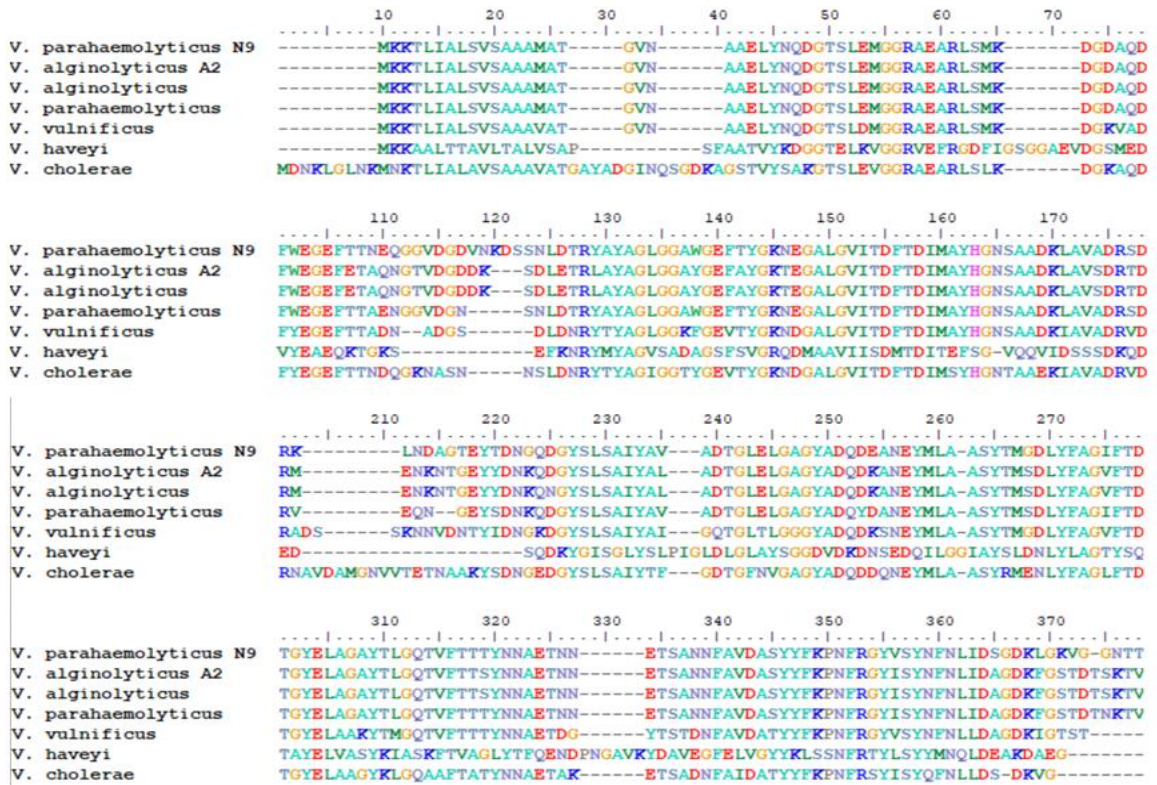 10 20 30 40 50 60 70
V. parahaemolyticus N9 ---------MKKTLIALSVSAAAMAT-----GVN------AAELYNQDGTSLEMGGRAEARLSMK-------DGDAQD
V. alginolyticus A2 ---------MKKTLIALSVSAAAMAT-----GVN------AAELYNQDGTSLEMGGRAEARLSMK-------DGDAQD
V. alginolyticus ---------MKKTLIALSVSAAAMAT-----GVN------AAELYNQDGTSLEMGGRAEARLSMK-------DGDAQD
V. parahaemolyticus ---------MKKTLIALSVSAAAMAT-----GVN------AAELYNQDGTSLEMGGRAEARLSMK-------DGDAQD
V. vulnificus ---------MKKTLIALSVSAAAVAT-----GVN------AAELYNQDGTSLDMGGRAEARLSMK-------DGKVAD
V. haveyi ---------MKKAALTTAVLTALVSAP-----------SFAATVYKDGGTELKVGGRVEFRGDFIGSGGAEVDGSMED
V. cholerae MDNKLGLNKMNKTLIALAVSAAVATGAYADGINQSGDKAGSTVYSAKGTSLEVGGRAEARLSLK-------DGKAQD
110 120 130 140 150 160 170
V. parahaemolyticus N9 FWEGEFTTNEQGGVDGDVNKDSSNLDTRYAYAGLGGAWGEFTYGKNEGALGVITDFTDIMAYHGNSAADKLAVADRSD
V. alginolyticus A2 FWEGEFETAQNGTVDGDDK---SDLETRLAYAGLGGAYGEFAYGKTEGALGVITDFTDIMAYHGNSAADKLAVSDRTD
V. alginolyticus FWEGEFETAQNGTVDGDDK---SDLETRLAYAGLGGAYGEFAYGKTEGALGVITDFTDIMAYHGNSAADKLAVSDRTD
V. parahaemolyticus FWEGEFTTAENGGVDGN-----SNLDTRYAYAGLGGAWGEFTYGKNEGALGVITDFTDIMAYHGNSAADKLAVADRSD
V. vulnificus FYEGEFTTADN--ADGS------DLDNRYTYAGLGGKFGEVTYGKNDGALGVITDFTDIMAYHGNSAADKIAVADRVD
V. haveyi VYEAEQKTGKS------------EFKNRYMYAGVSADAGSFSVGRQDMAAVIISDMTDITEFSG-VQQVIDSSSDKQD
V. cholerae FYEGEFTTNDQGKNASN-----NSLDNRYTYAGIGGTYGEVTYGKNDGALGVITDFTDIMSYHGNTAAEKIAVADRVD
210 220 230 240 250 260 270
V. parahaemolyticus N9 RK---------LNDAGTEYTDNGQDGYSLSAIYAV---ADTGLELGAGYADQDEANEYMLA-ASYTMGDLYFAGIFTD
V. alginolyticus A2 RM---------ENKNTGEYYDNKQDGYSLSAIYAL---ADTGLELGAGYADQDKANEYMLA-ASYTMSDLYFAGVFTD
V. alginolyticus RM---------ENKNTGEYYDNKQNGYSLSAIYAL---ADTGLELGAGYADQDKANEYMLA-ASYTMSDLYFAGVFTD
V. parahaemolyticus RV---------EQN--GEYSDNKQDGYSLSAIYAL---ADTGLELGAGYADQYDANEYMLA-ASYTMSDLYFAGIFTD
V. vulnificus RADS------SKNNVDNTYIDNGKDGYSLSAIYAI---GQTGLTLGGGYADQDKSNEYMLA-ASYTMGDLYFAGVFTD
V. haveyi ED--------------------SQDKYGISGLYSLPIGLDLGLAYSGGDVDKDNSEDQILGGIAYSLDNLYLAGTYSQ
V. cholerae RNAVDAMGNVVTETNAAKYSDNGEDGYSLSAIYTF---GDTGFNVGAGYADQDDQNEYMLA-ASYRMENLYFAGLFTD
310 320 330 340 350 360 370
V. parahaemolyticus N9 TGYELAGAYTLGQTVFTTTYNNAETNN------ETSANNFAVDASYYFKPNFRGYVSYNFNLIDSGDKLGKVG-GNTT
V. alginolyticus A2 TGYELAGAYTLGQTVFTTSYNNAETNN------ETSANNFAVDASYYFKPNFRGYISYNFNLIDAGDKFGSTDTSKTV
V. alginolyticus TGYELAGAYTLGQTVFTTSYNNAETNN------ETSANNFAVDASYYFKPNFRGYISYNFNLIDAGDKFGSTDTSKTV
V. parahaemolyticus TGYELAGAYTLGQTVFTTTYNNAETNN------ETSANNFAVDASYYFKPNFRGYISYNFNLIDAGDKFGSTDTNKTV
V. vulnificus TGYELAAKYTMGQTVFTTTYNNAETDG------YTSTDNFAVDATYYFKPNFRGYISYNFNLIDATDKIGTST-----
V. haveyi TAYELVASYKIASKFTVAGLYTFQENDPNGAVKYDAVEGFELVGYYKLSSNFRTYLSYYMNQLDEAKDAEG-------
V. cholerae TGYELAAGYKLGQAAFTATYNNAETAK------ETSADNFAIDATYYFKPNFRSYISYQFNLLDS-DKVG--------